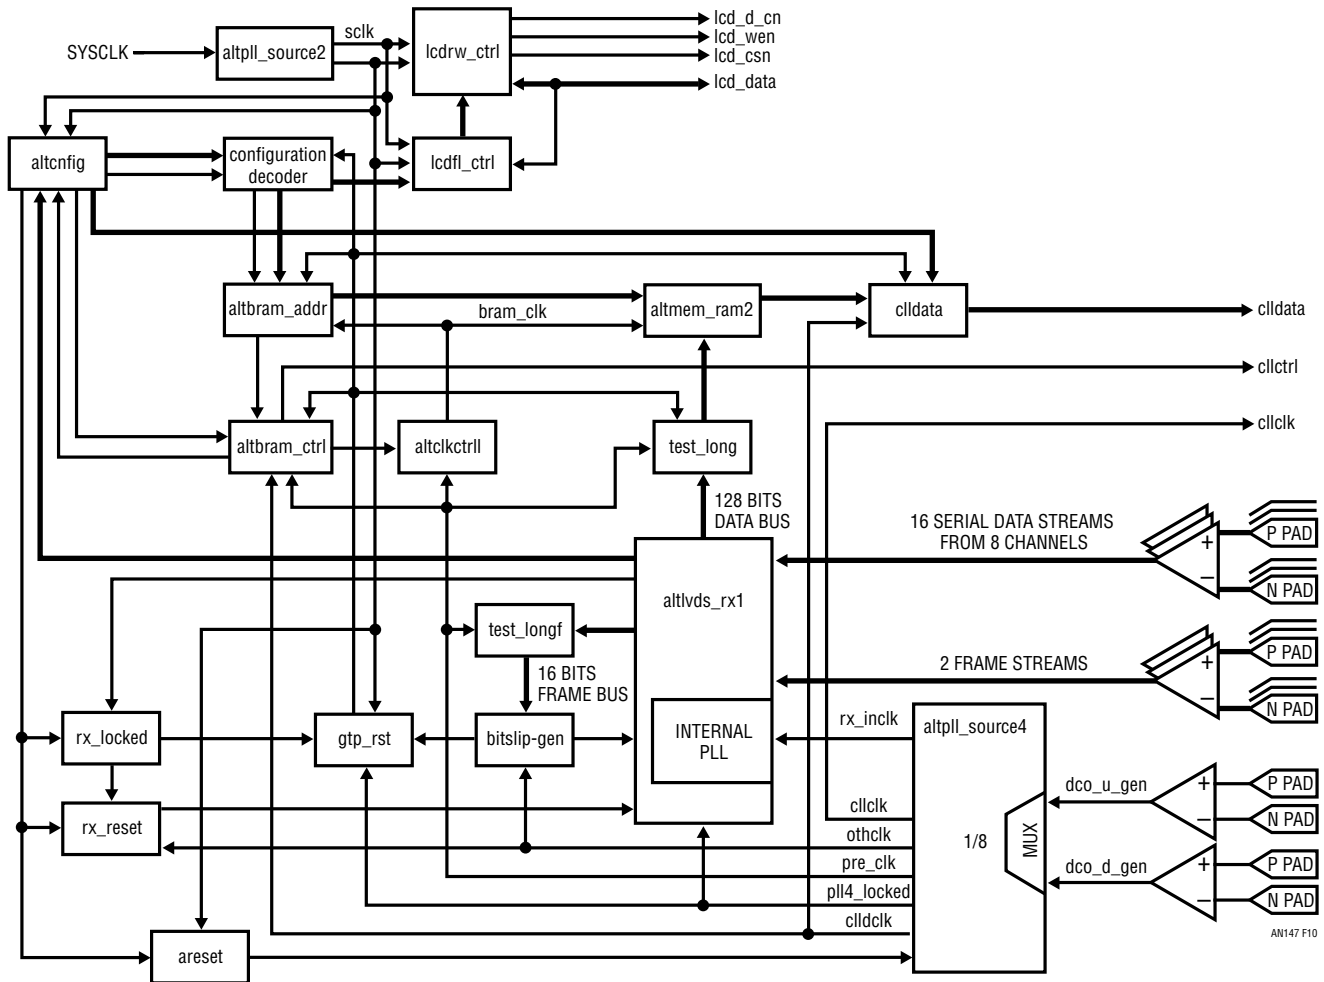 SYSCLK
altpll_source2
sclk
lcdrw_ctrl
lcd_d_cn
lcd_wen
lcd_csn
lcd_data
altcnfig
configuration
decoder
lcdfl_ctrl
altbram_addr
bram_clk
altmem_ram2
clldata
clldata
cllctrl
cllclk
altbram_ctrl
altclkctrll
test_long
128 BITS
DATA BUS
16 SERIAL DATA STREAMS
FROM 8 CHANNELS
+
–
P PAD
N PAD
altlvds_rx1
test_longf
16 BITS
FRAME BUS
2 FRAME STREAMS
+
–
P PAD
N PAD
rx_locked
gtp_rst
bitslip-gen
INTERNAL
PLL
rx_inclk
altpll_source4
rx_reset
cllclk
othclk
pre_clk
pll4_locked
clldclk
1/8
MUX
dco_u_gen
+
–
P PAD
N PAD
dco_d_gen
+
–
P PAD
N PAD
areset
AN147 F10